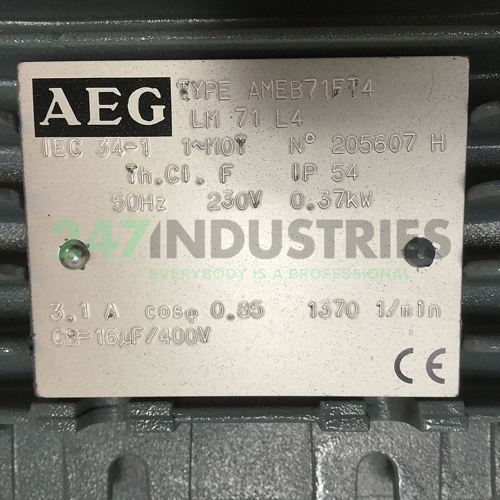 AEG
TYPE AMEB71FT4
LM 71 L4
IEC 34-1 1~MOT N° 205607 H
Th.Cl. F IP 54
50Hz 230V 0.37kW
247INDUSTRIES
EVERYBODY IS A PROFESSIONAL
3.1 A cosφ 0.85 1370 1/min
CB=16µF/400V
CE